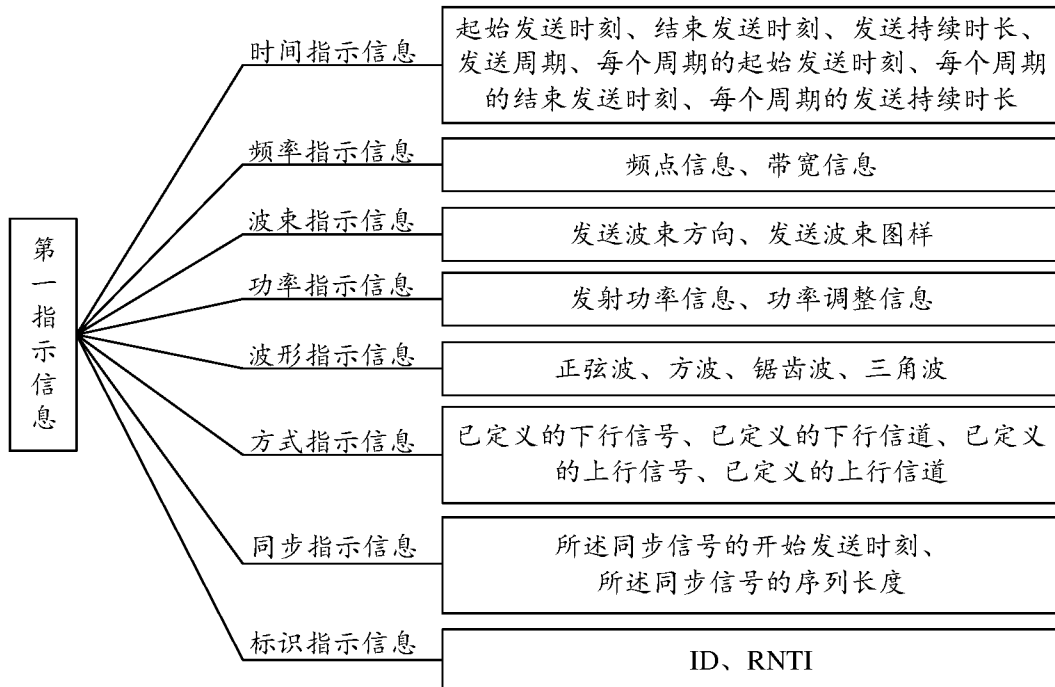 第一指示信息
时间指示信息
起始发送时刻、结束发送时刻、发送持续时长、
发送周期、每个周期的起始发送时刻、每个周期
的结束发送时刻、每个周期的发送持续时长
频率指示信息
频点信息、带宽信息
波束指示信息
发送波束方向、发送波束图样
功率指示信息
发射功率信息、功率调整信息
波形指示信息
正弦波、方波、锯齿波、三角波
方式指示信息
已定义的下行信号、已定义的下行信道、已定义
的上行信号、已定义的上行信道
同步指示信息
所述同步信号的开始发送时刻、
所述同步信号的序列长度
标识指示信息
ID、RNTI